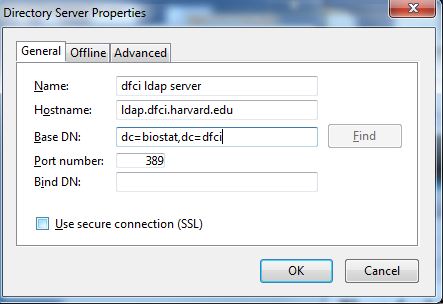 Directory Server Properties
General Offline Advanced
Name: dfci ldap server
Hostname: ldap.dfci.harvard.edu
Base DN: dc=biostat,dc=dfci Find
Port number: 389
Bind DN:
Use secure connection (SSL)
OK Cancel